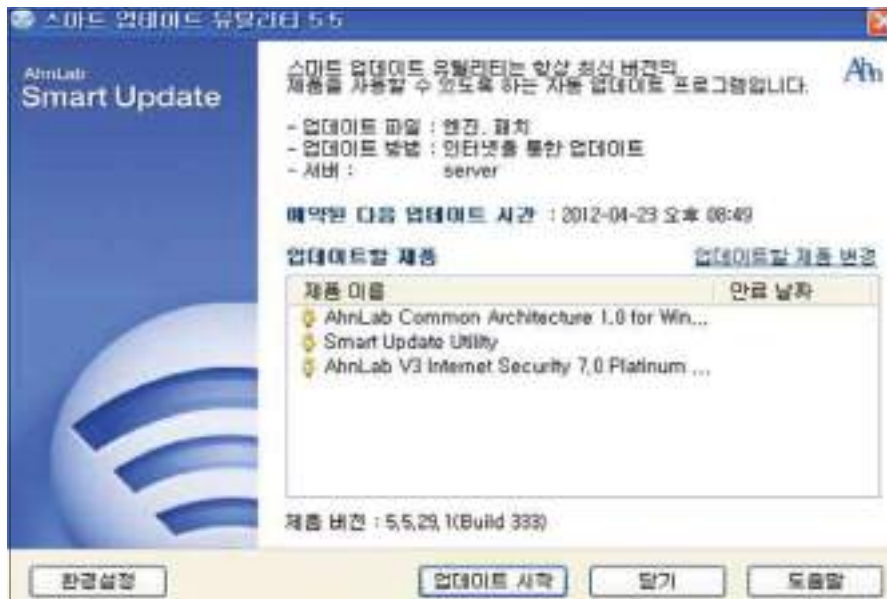 스마트 업데이트 유틸리티 5.5
AhnLab
Smart Update
스마트 업데이트 유틸리티는 항상 최신 버전의
제품을 사용할 수 있도록 하는 자동 업데이트 프로그램입니다.
Ahn
- 업데이트 파일 : 엔진, 패치
- 업데이트 방법 : 인터넷을 통한 업데이트
- 서버 : server
예약된 다음 업데이트 시간 : 2012-04-23 오후 08:49
업데이트할 제품
업데이트할 제품 변경
제품 이름 만료 날짜
AhnLab Common Architecture 1.0 for Win...
Smart Update Utility
AhnLab V3 Internet Security 7.0 Platinum ...
제품 버전 : 5.5.29.1(Build 333)
환경설정 업데이트 시작 닫기 도움말